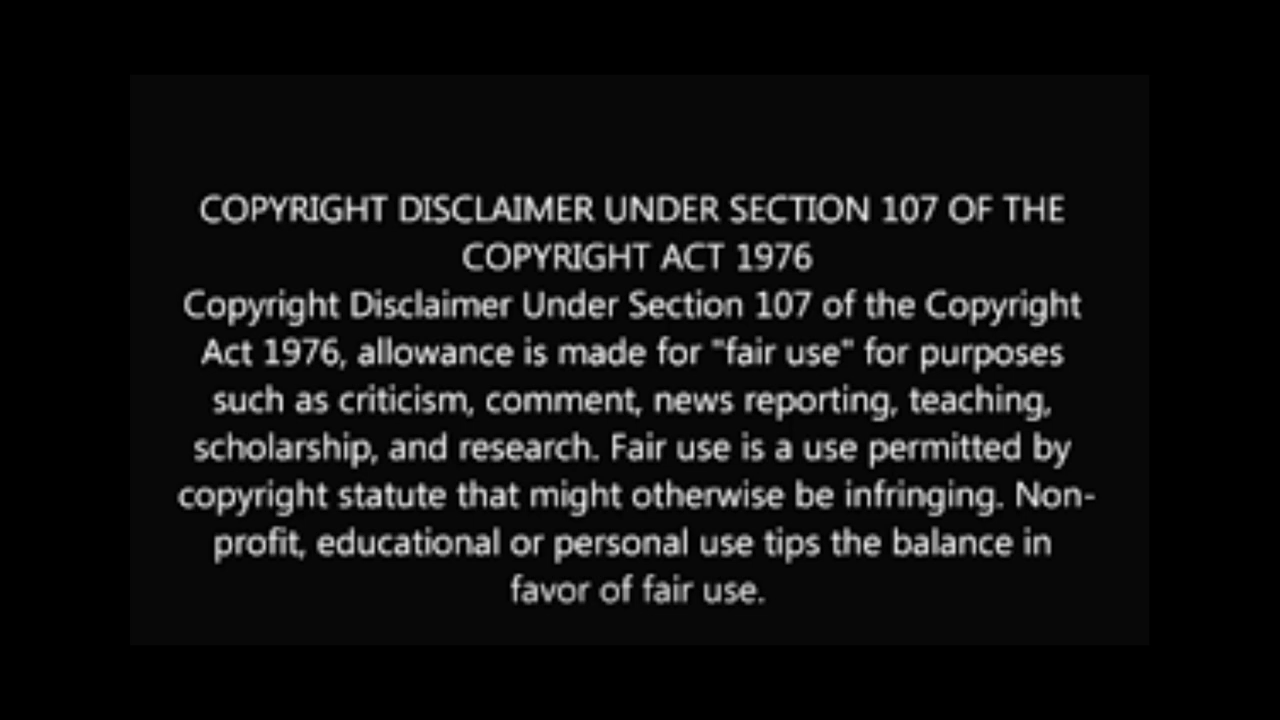 COPYRIGHT DISCLAIMER UNDER SECTION 107 OF THE
COPYRIGHT ACT 1976
Copyright Disclaimer Under Section 107 of the Copyright
Act 1976, allowance is made for "fair use" for purposes
such as criticism, comment, news reporting, teaching,
scholarship, and research. Fair use is a use permitted by
copyright statute that might otherwise be infringing. Non-
profit, educational or personal use tips the balance in
favor of fair use.